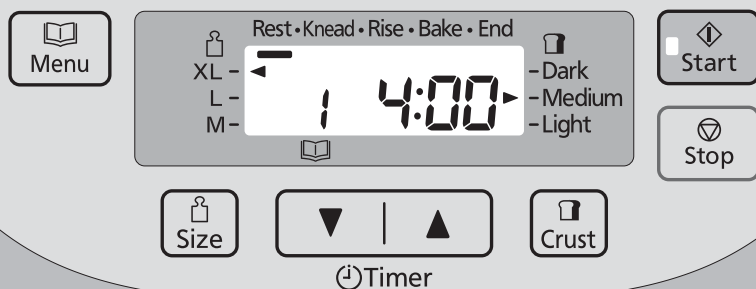 Menu
Rest•Knead•Rise•Bake•End
XL
L
M
1 4:00
Dark
Medium
Light
Start
Stop
Size
Timer
Crust